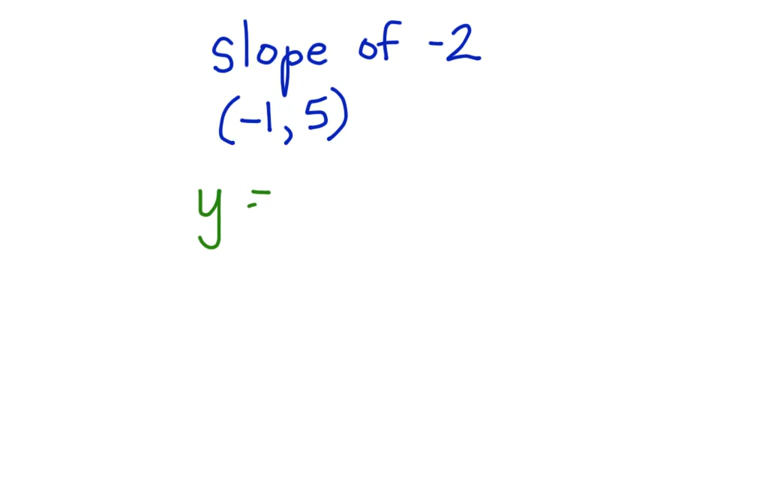 slope of -2
(-1, 5)
y =